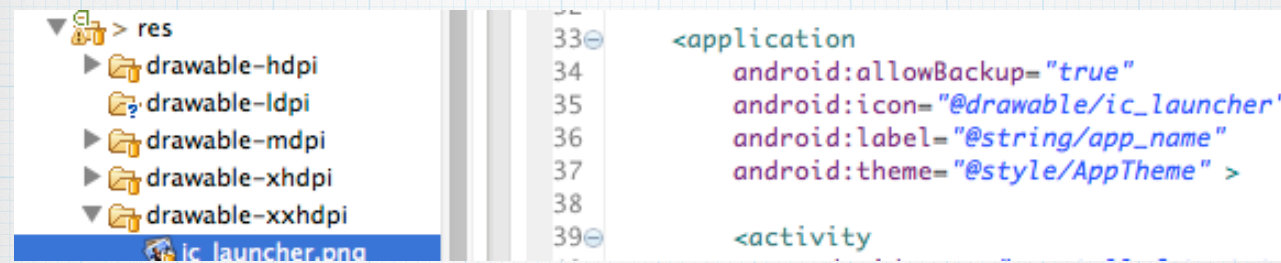 > res
drawable-hdpi
drawable-ldpi
drawable-mdpi
drawable-xhdpi
drawable-xxhdpi
ic_launcher.png
33 <application
34 android:allowBackup="true"
35 android:icon="@drawable/ic_launcher"
36 android:label="@string/app_name"
37 android:theme="@style/AppTheme" >
38
39 <activity